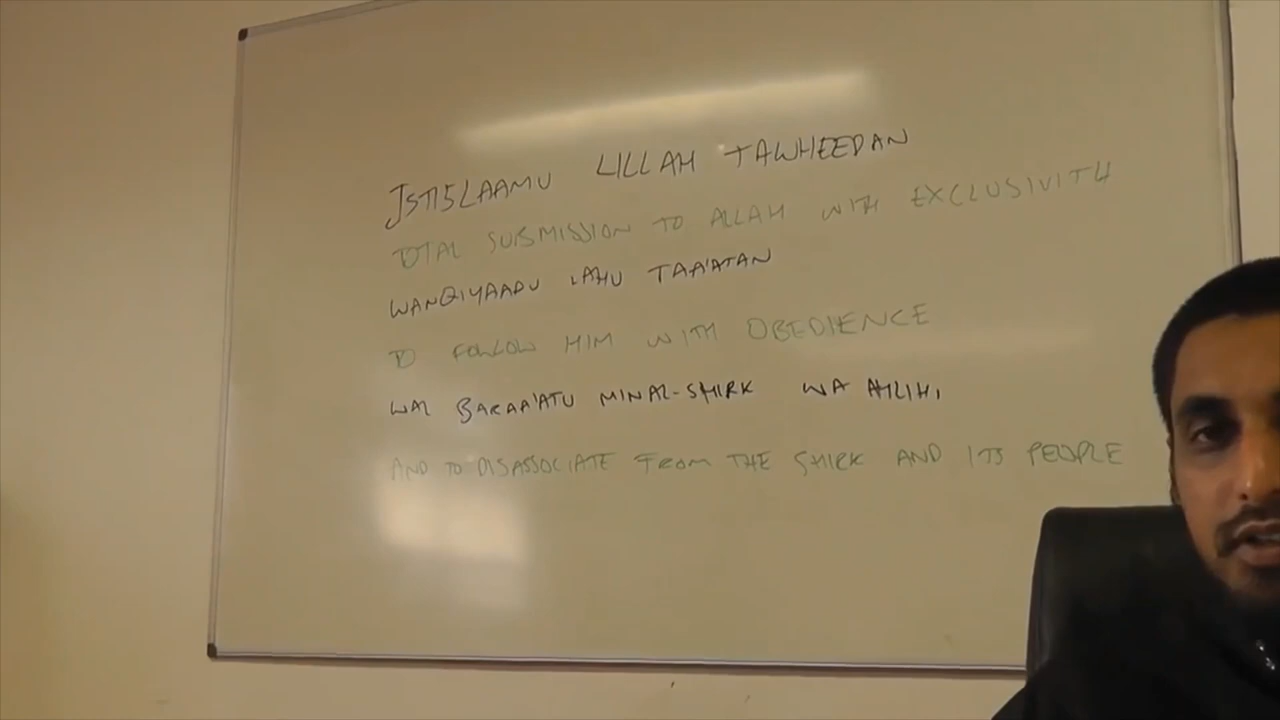 ISTISLAAMU LILLAH TAWHEEDAN
TOTAL SUBMISSION TO ALLAH WITH EXCLUSIVITY
WANQIYAADU LAHU TAA'ATAN
TO FOLLOW HIM WITH OBEDIENCE
WAL BARAA'ATU MINAL-SHIRK WA AHLIHI
AND TO DISASSOCIATE FROM THE SHIRK AND ITS PEOPLE